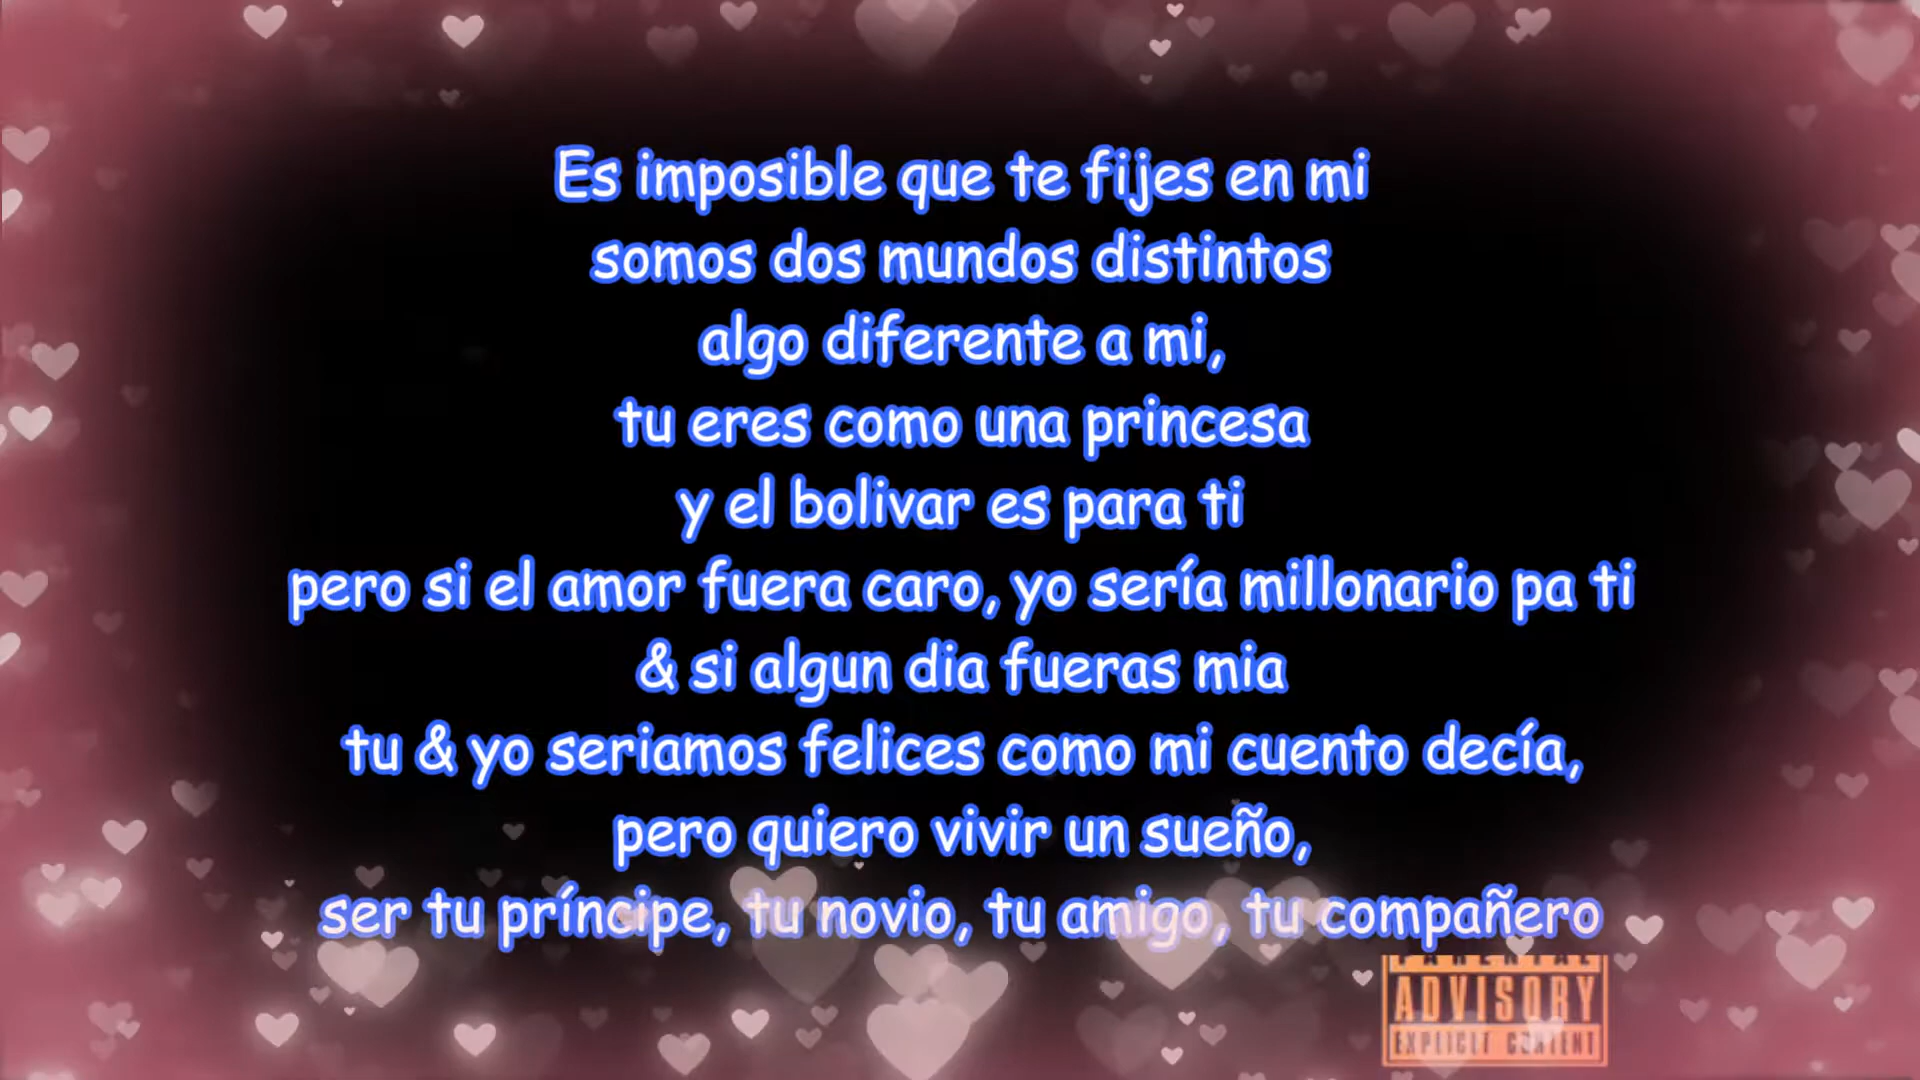 Es imposible que te fijes en mi
somos dos mundos distintos
algo diferente a mi,
tu eres como una princesa
y el bolivar es para ti
pero si el amor fuera caro, yo sería millonario pa ti
& si algun dia fueras mia
tu & yo seriamos felices como mi cuento decía,
pero quiero vivir un sueño,
ser tu príncipe, tu novio, tu amigo, tu compañero
PARENTAL
ADVISORY
EXPLICIT CONTENT